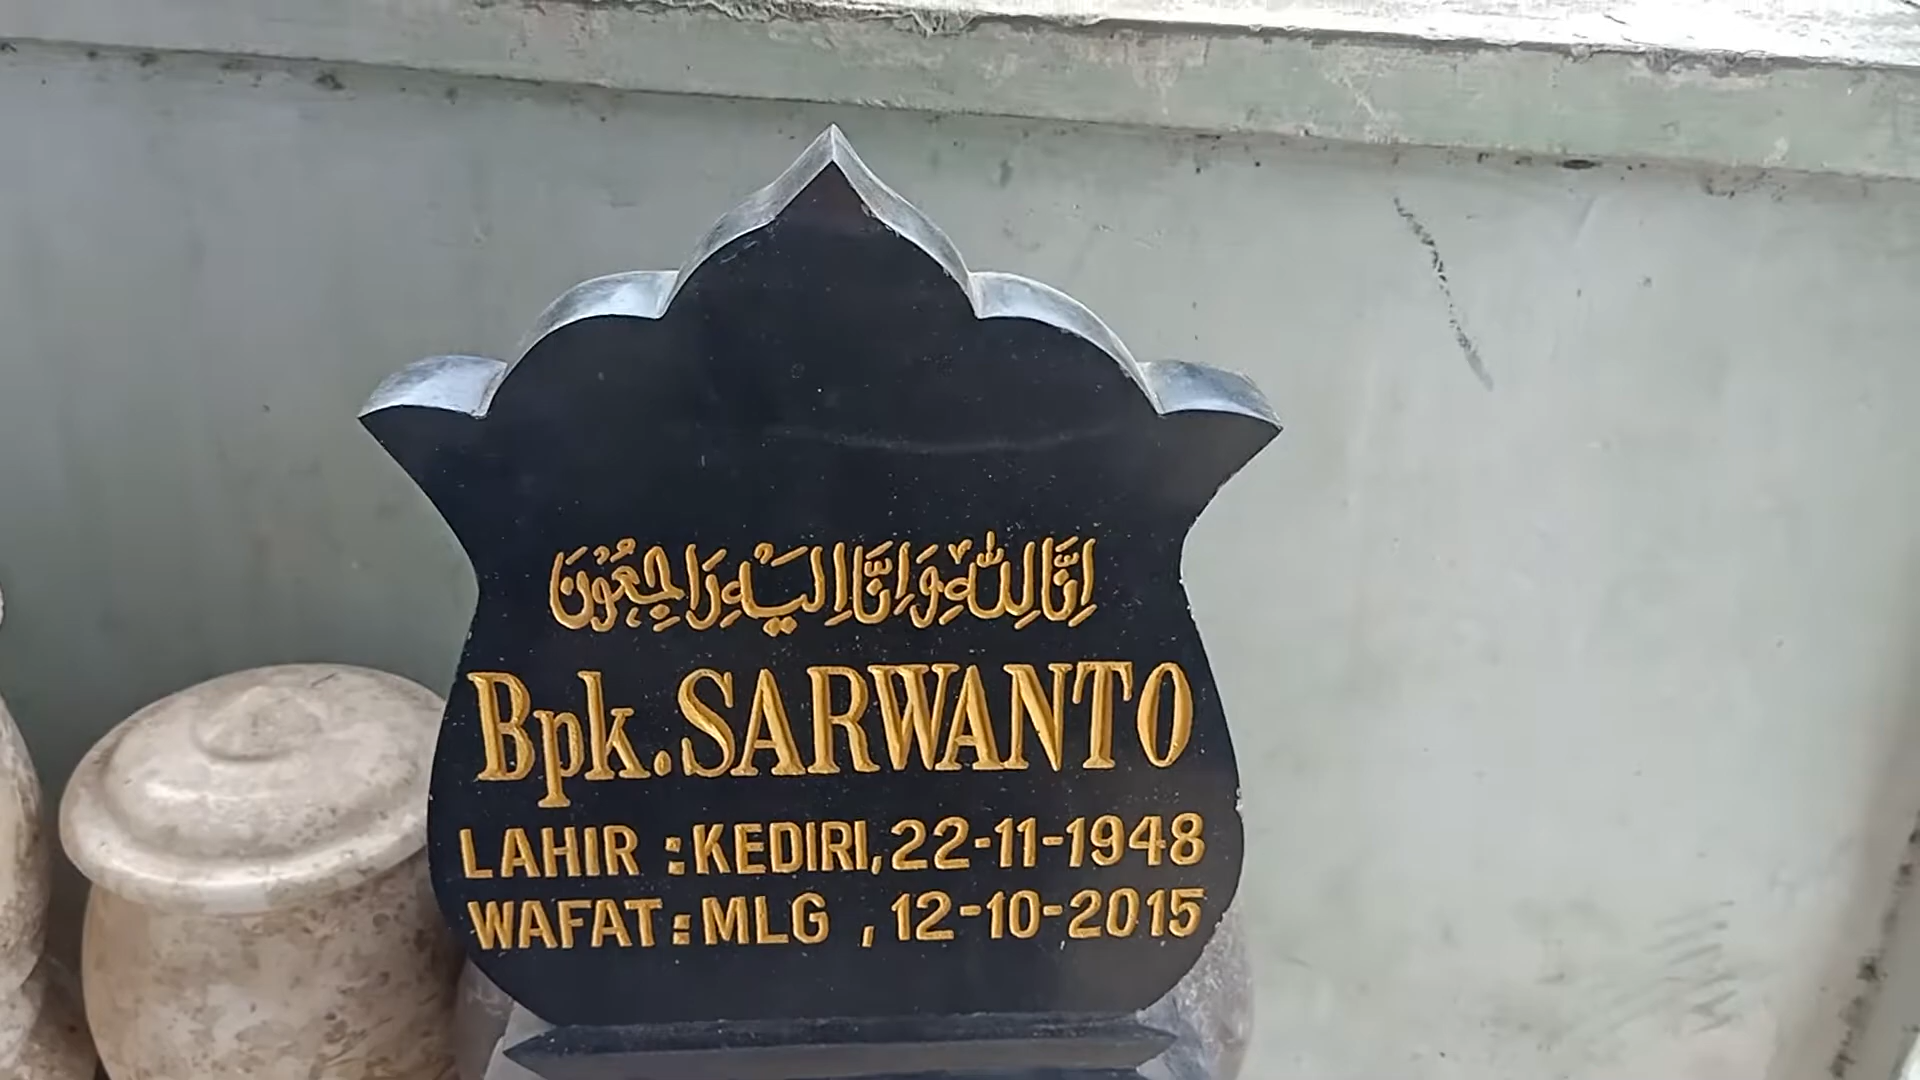 اِنَّا لِلّٰهِ وَاِنَّا اِلَيْهِ رَاجِعُوْنَ
Bpk. SARWANTO
LAHIR : KEDIRI, 22-11-1948
WAFAT : MLG , 12-10-2015